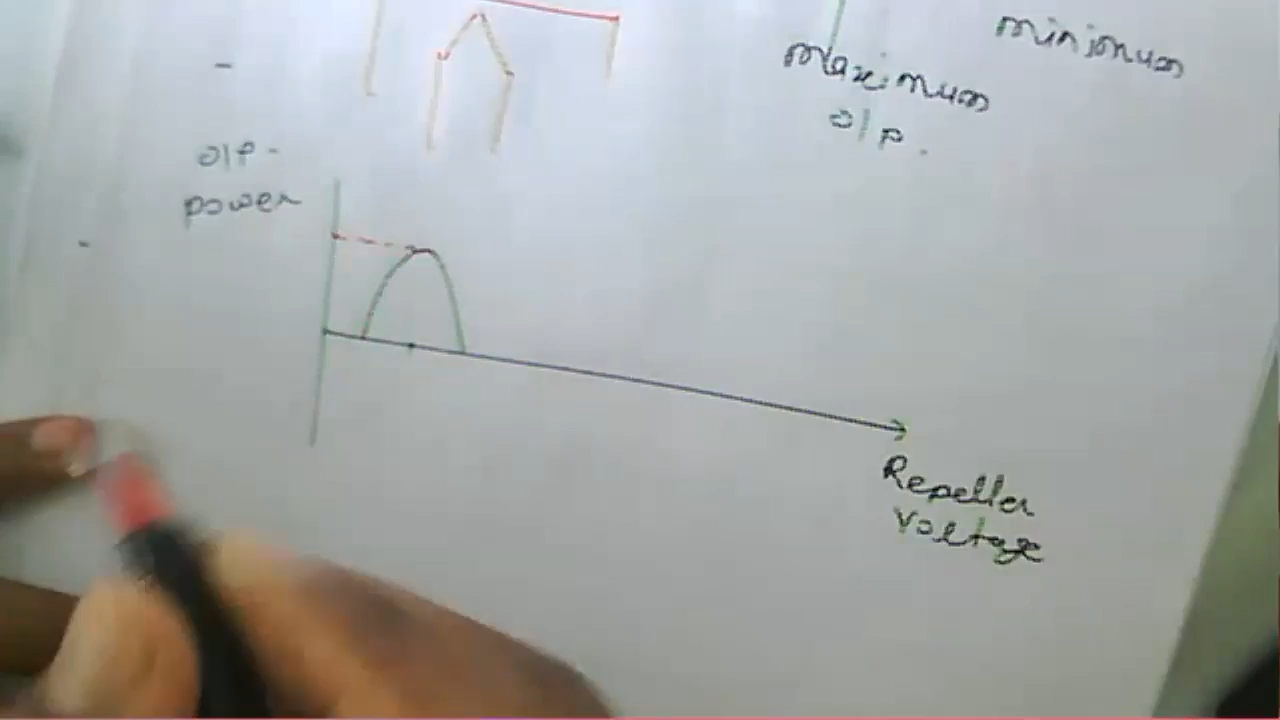 minimum
maximum
o/p.
o/p.
power
Repeller
Voltage